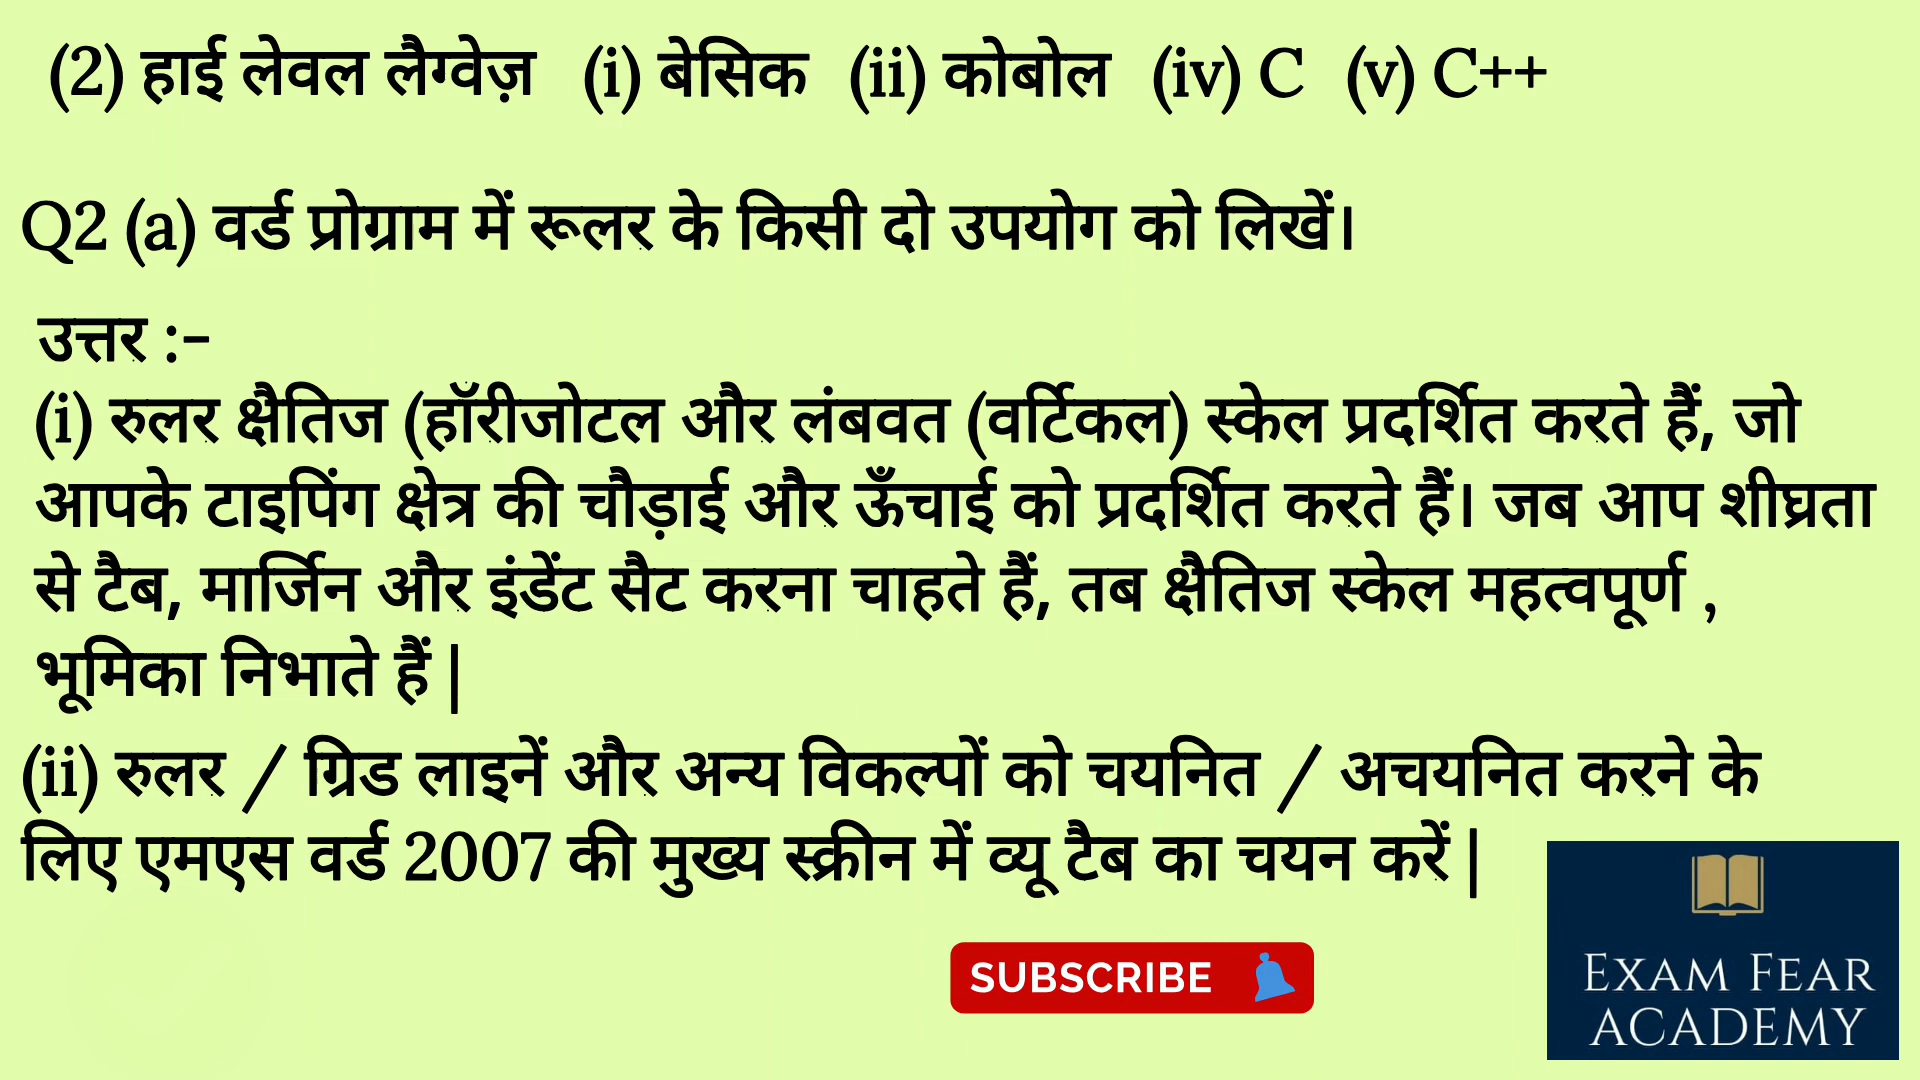 (2) हाई लेवल लैग्वेज़ (i) बेसिक (ii) कोबोल (iv) C (v) C++
Q2 (a) वर्ड प्रोग्राम में रूलर के किसी दो उपयोग को लिखें।
उत्तर :-
(i) रुलर क्षैतिज (हॉरीजोटल और लंबवत (वर्टिकल) स्केल प्रदर्शित करते हैं, जो
आपके टाइपिंग क्षेत्र की चौड़ाई और ऊँचाई को प्रदर्शित करते हैं। जब आप शीघ्रता
से टैब, मार्जिन और इंडेंट सैट करना चाहते हैं, तब क्षैतिज स्केल महत्वपूर्ण ,
भूमिका निभाते हैं |
(ii) रुलर / ग्रिड लाइनें और अन्य विकल्पों को चयनित / अचयनित करने के
लिए एमएस वर्ड 2007 की मुख्य स्क्रीन में व्यू टैब का चयन करें |
SUBSCRIBE
EXAM FEAR
ACADEMY